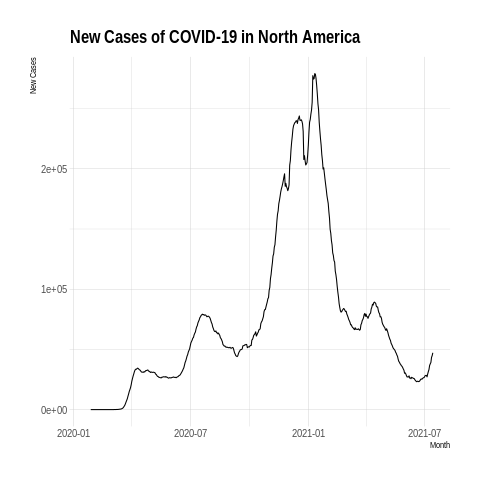 New Cases of COVID-19 in North America
New Cases
2e+05
1e+05
0e+00
2020-01 2020-07 2021-01 2021-07
Month